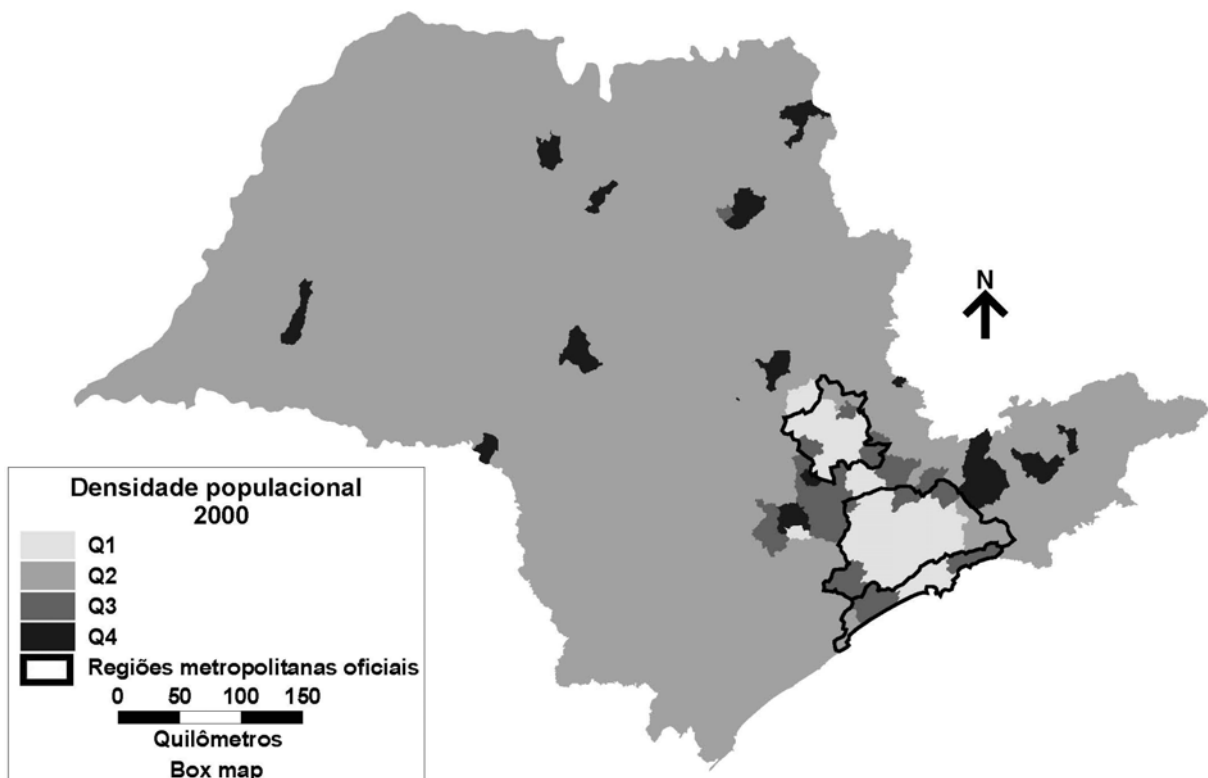 N
Densidade populacional
2000
Q1
Q2
Q3
Q4
Regiões metropolitanas oficiais
0 50 100 150
Quilômetros
Box map